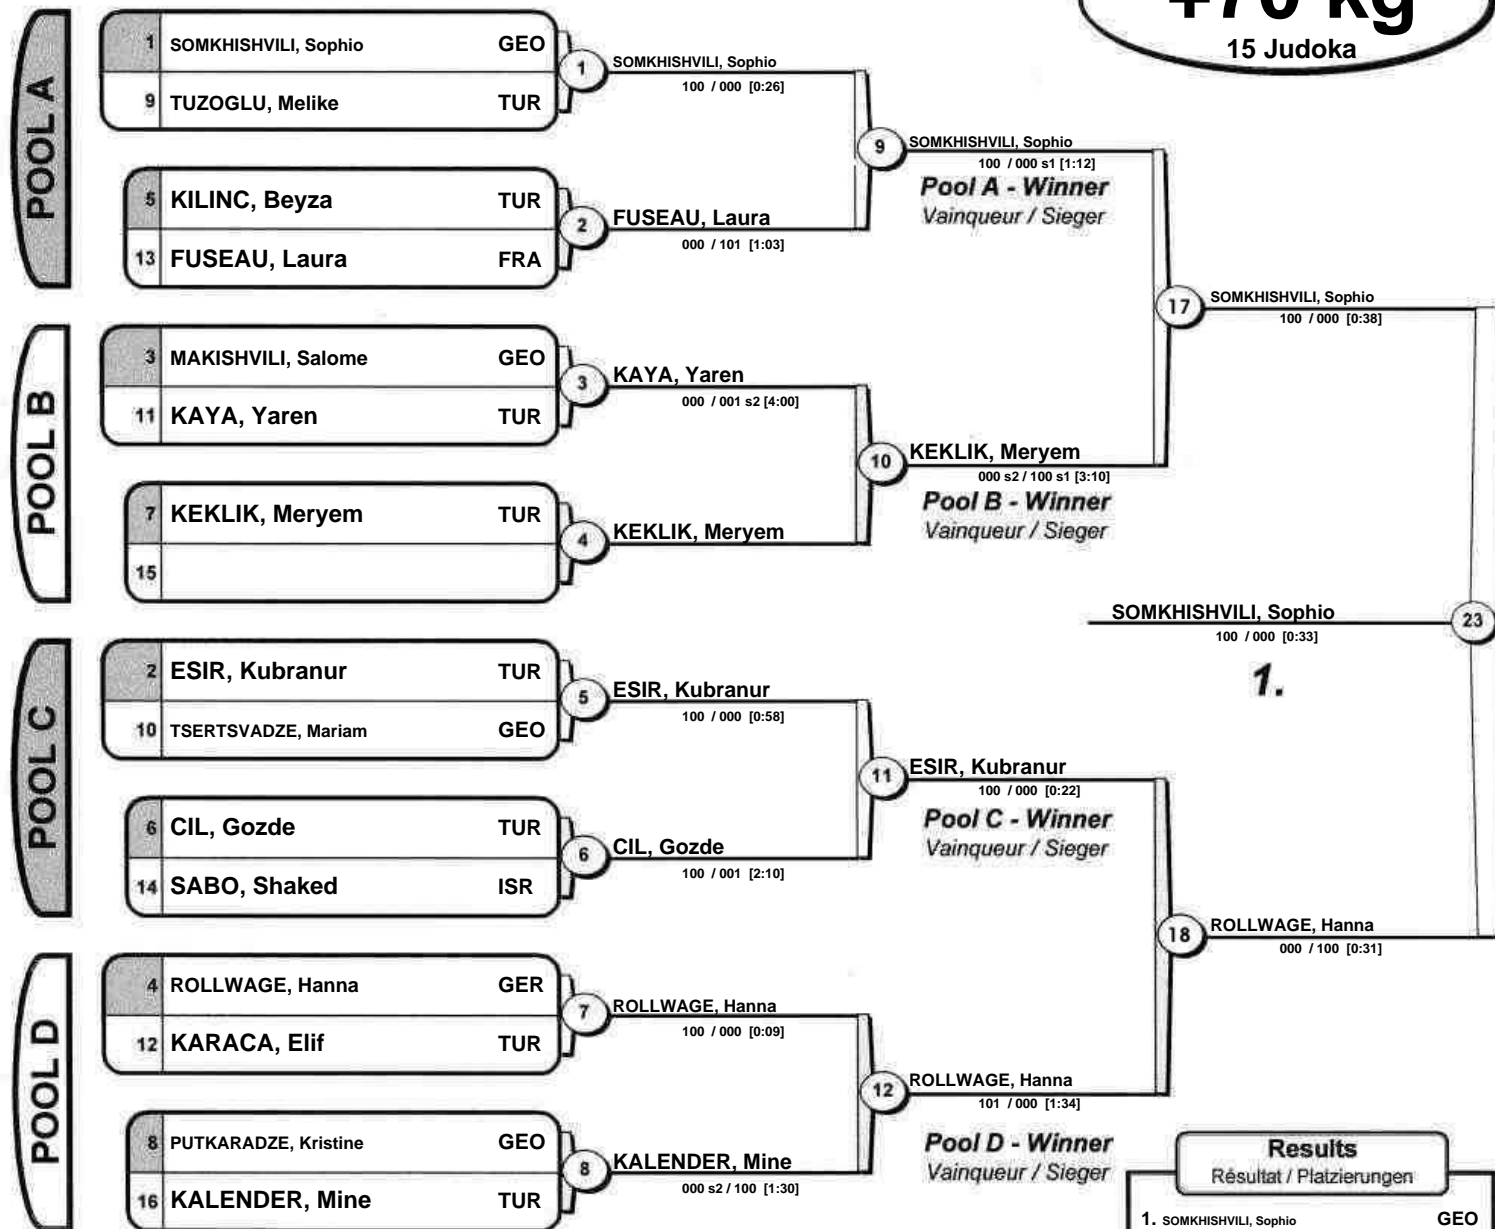 +70 kg
15 Judoka
POOL A
1 SOMKHISHVILI, Sophio GEO
9 TUZOGLU, Melike TUR
1
SOMKHISHVILI, Sophio
100 / 000 [0:26]
5 KILINC, Beyza TUR
13 FUSEAU, Laura FRA
2
FUSEAU, Laura
000 / 101 [1:03]
9
SOMKHISHVILI, Sophio
100 / 000 s1 [1:12]
Pool A - Winner
Vainqueur / Sieger
POOL B
3 MAKISHVILI, Salome GEO
11 KAYA, Yaren TUR
3
KAYA, Yaren
000 / 001 s2 [4:00]
7 KEKLIK, Meryem TUR
15
4
KEKLIK, Meryem
10
KEKLIK, Meryem
000 s2 / 100 s1 [3:10]
Pool B - Winner
Vainqueur / Sieger
17
SOMKHISHVILI, Sophio
100 / 000 [0:38]
SOMKHISHVILI, Sophio
100 / 000 [0:33]
1.
23
POOL C
2 ESIR, Kubranur TUR
10 TSERTSVADZE, Mariam GEO
5
ESIR, Kubranur
100 / 000 [0:58]
6 CIL, Gozde TUR
14 SABO, Shaked ISR
6
CIL, Gozde
100 / 001 [2:10]
11
ESIR, Kubranur
100 / 000 [0:22]
Pool C - Winner
Vainqueur / Sieger
POOL D
4 ROLLWAGE, Hanna GER
12 KARACA, Elif TUR
7
ROLLWAGE, Hanna
100 / 000 [0:09]
8 PUTKARADZE, Kristine GEO
16 KALENDER, Mine TUR
8
KALENDER, Mine
000 s2 / 100 [1:30]
12
ROLLWAGE, Hanna
101 / 000 [1:34]
Pool D - Winner
Vainqueur / Sieger
18
ROLLWAGE, Hanna
000 / 100 [0:31]
Results
Résultat / Platzierungen
1. SOMKHISHVILI, Sophio GEO